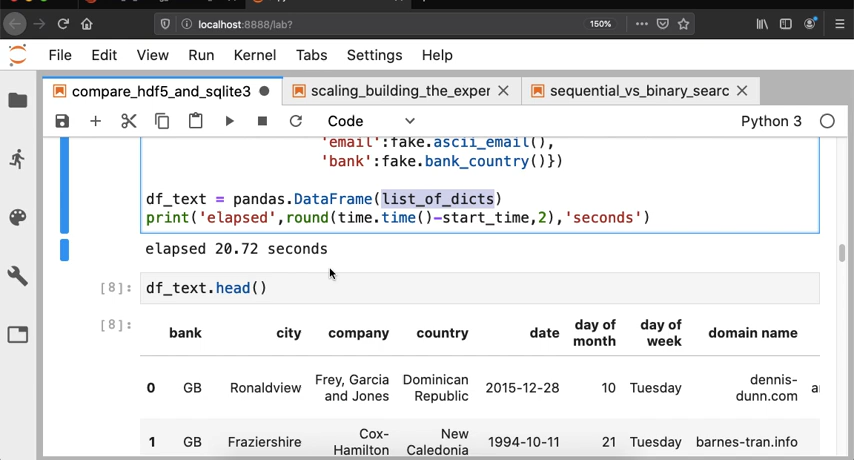 localhost:8888/lab?
150%
File Edit View Run Kernel Tabs Settings Help
compare_hdf5_and_sqlite3 scaling_building_the_exper sequential_vs_binary_searc
Code Python 3
'email':fake.ascii_email(),
'bank':fake.bank_country()})
df_text = pandas.DataFrame(list_of_dicts)
print('elapsed',round(time.time()-start_time,2),'seconds')
elapsed 20.72 seconds
[8]: df_text.head()
[8]:
bank city company country date day of month day of week domain name
0 GB Ronaldview Frey, Garcia and Jones Dominican Republic 2015-12-28 10 Tuesday dennis-dunn.com
1 GB Fraziershire Cox-Hamilton New Caledonia 1994-10-11 21 Tuesday barnes-tran.info